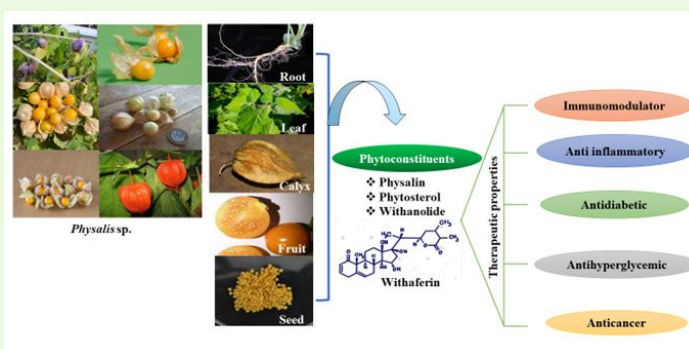 Physalis sp.
Root
Leaf
Calyx
Fruit
Seed
Phytoconstituents
❖ Physalin
❖ Phytosterol
❖ Withanolide
Withaferin
Therapeutic properties
Immunomodulator
Anti inflammatory
Antidiabetic
Antihyperglycemic
Anticancer